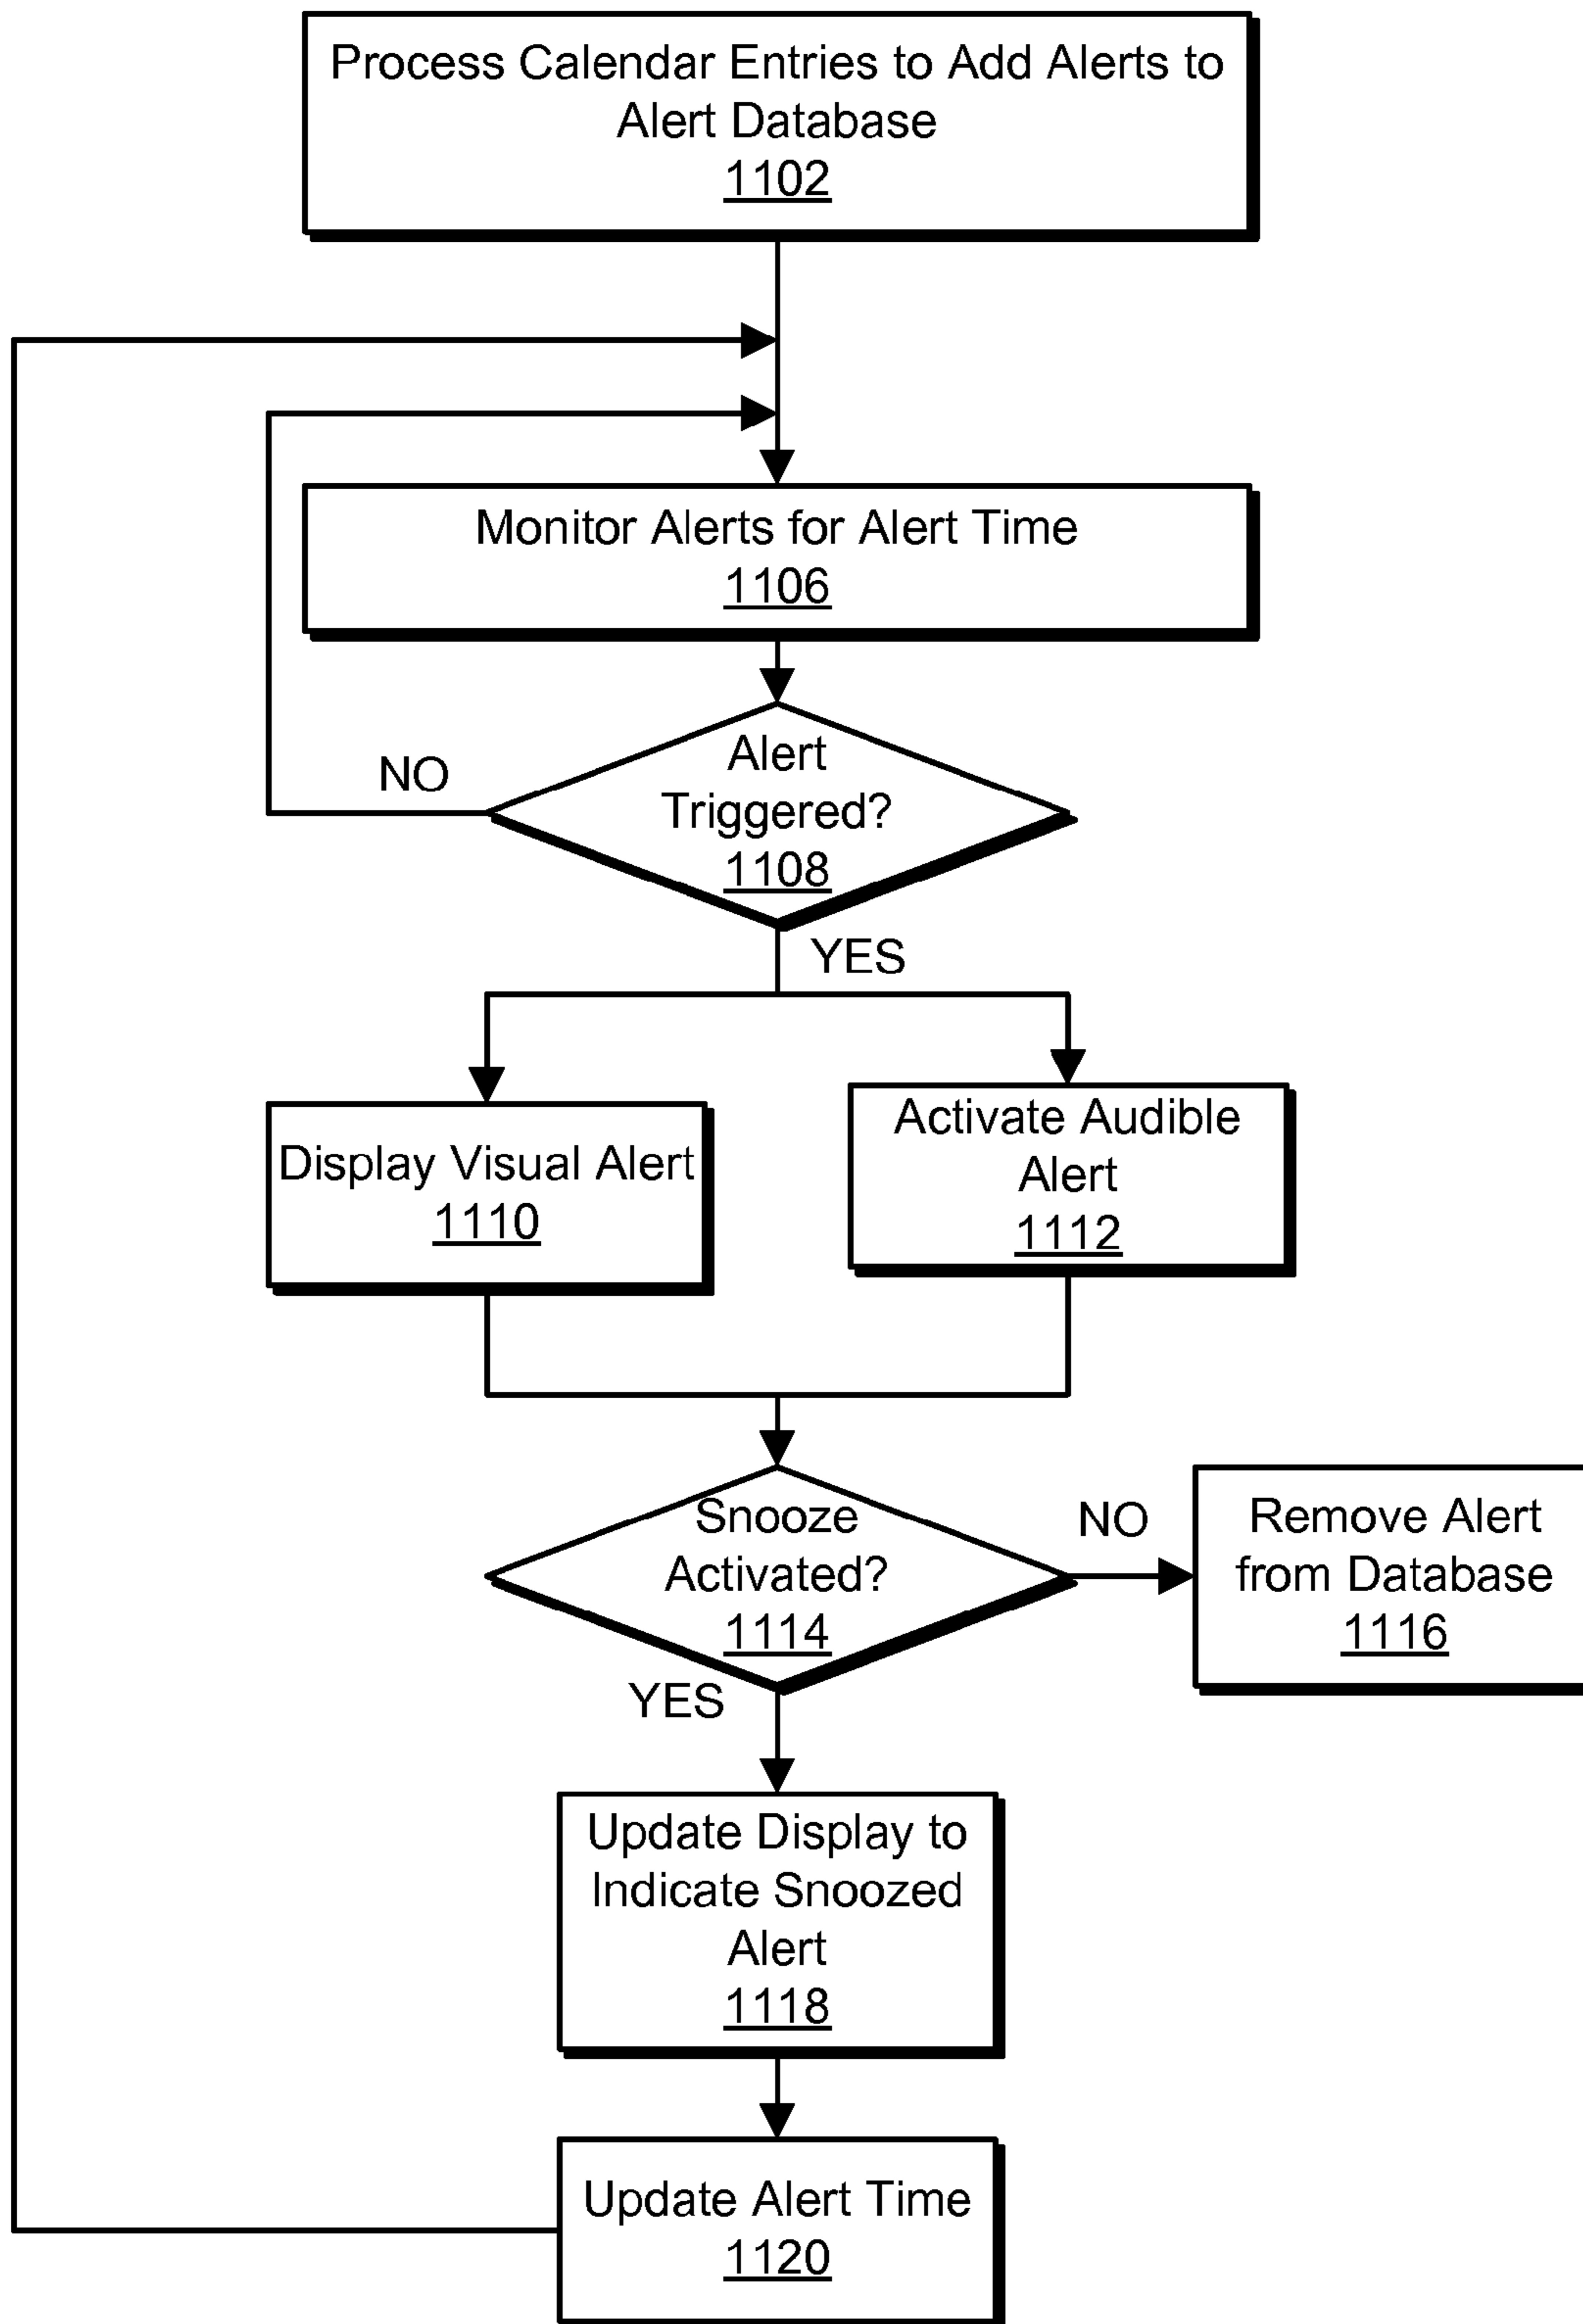 Process Calendar Entries to Add Alerts to
Alert Database
1102
Monitor Alerts for Alert Time
1106
NO
Alert
Triggered?
1108
YES
Display Visual Alert
1110
Activate Audible
Alert
1112
Snooze
Activated?
1114
NO
Remove Alert
from Database
1116
YES
Update Display to
Indicate Snoozed
Alert
1118
Update Alert Time
1120